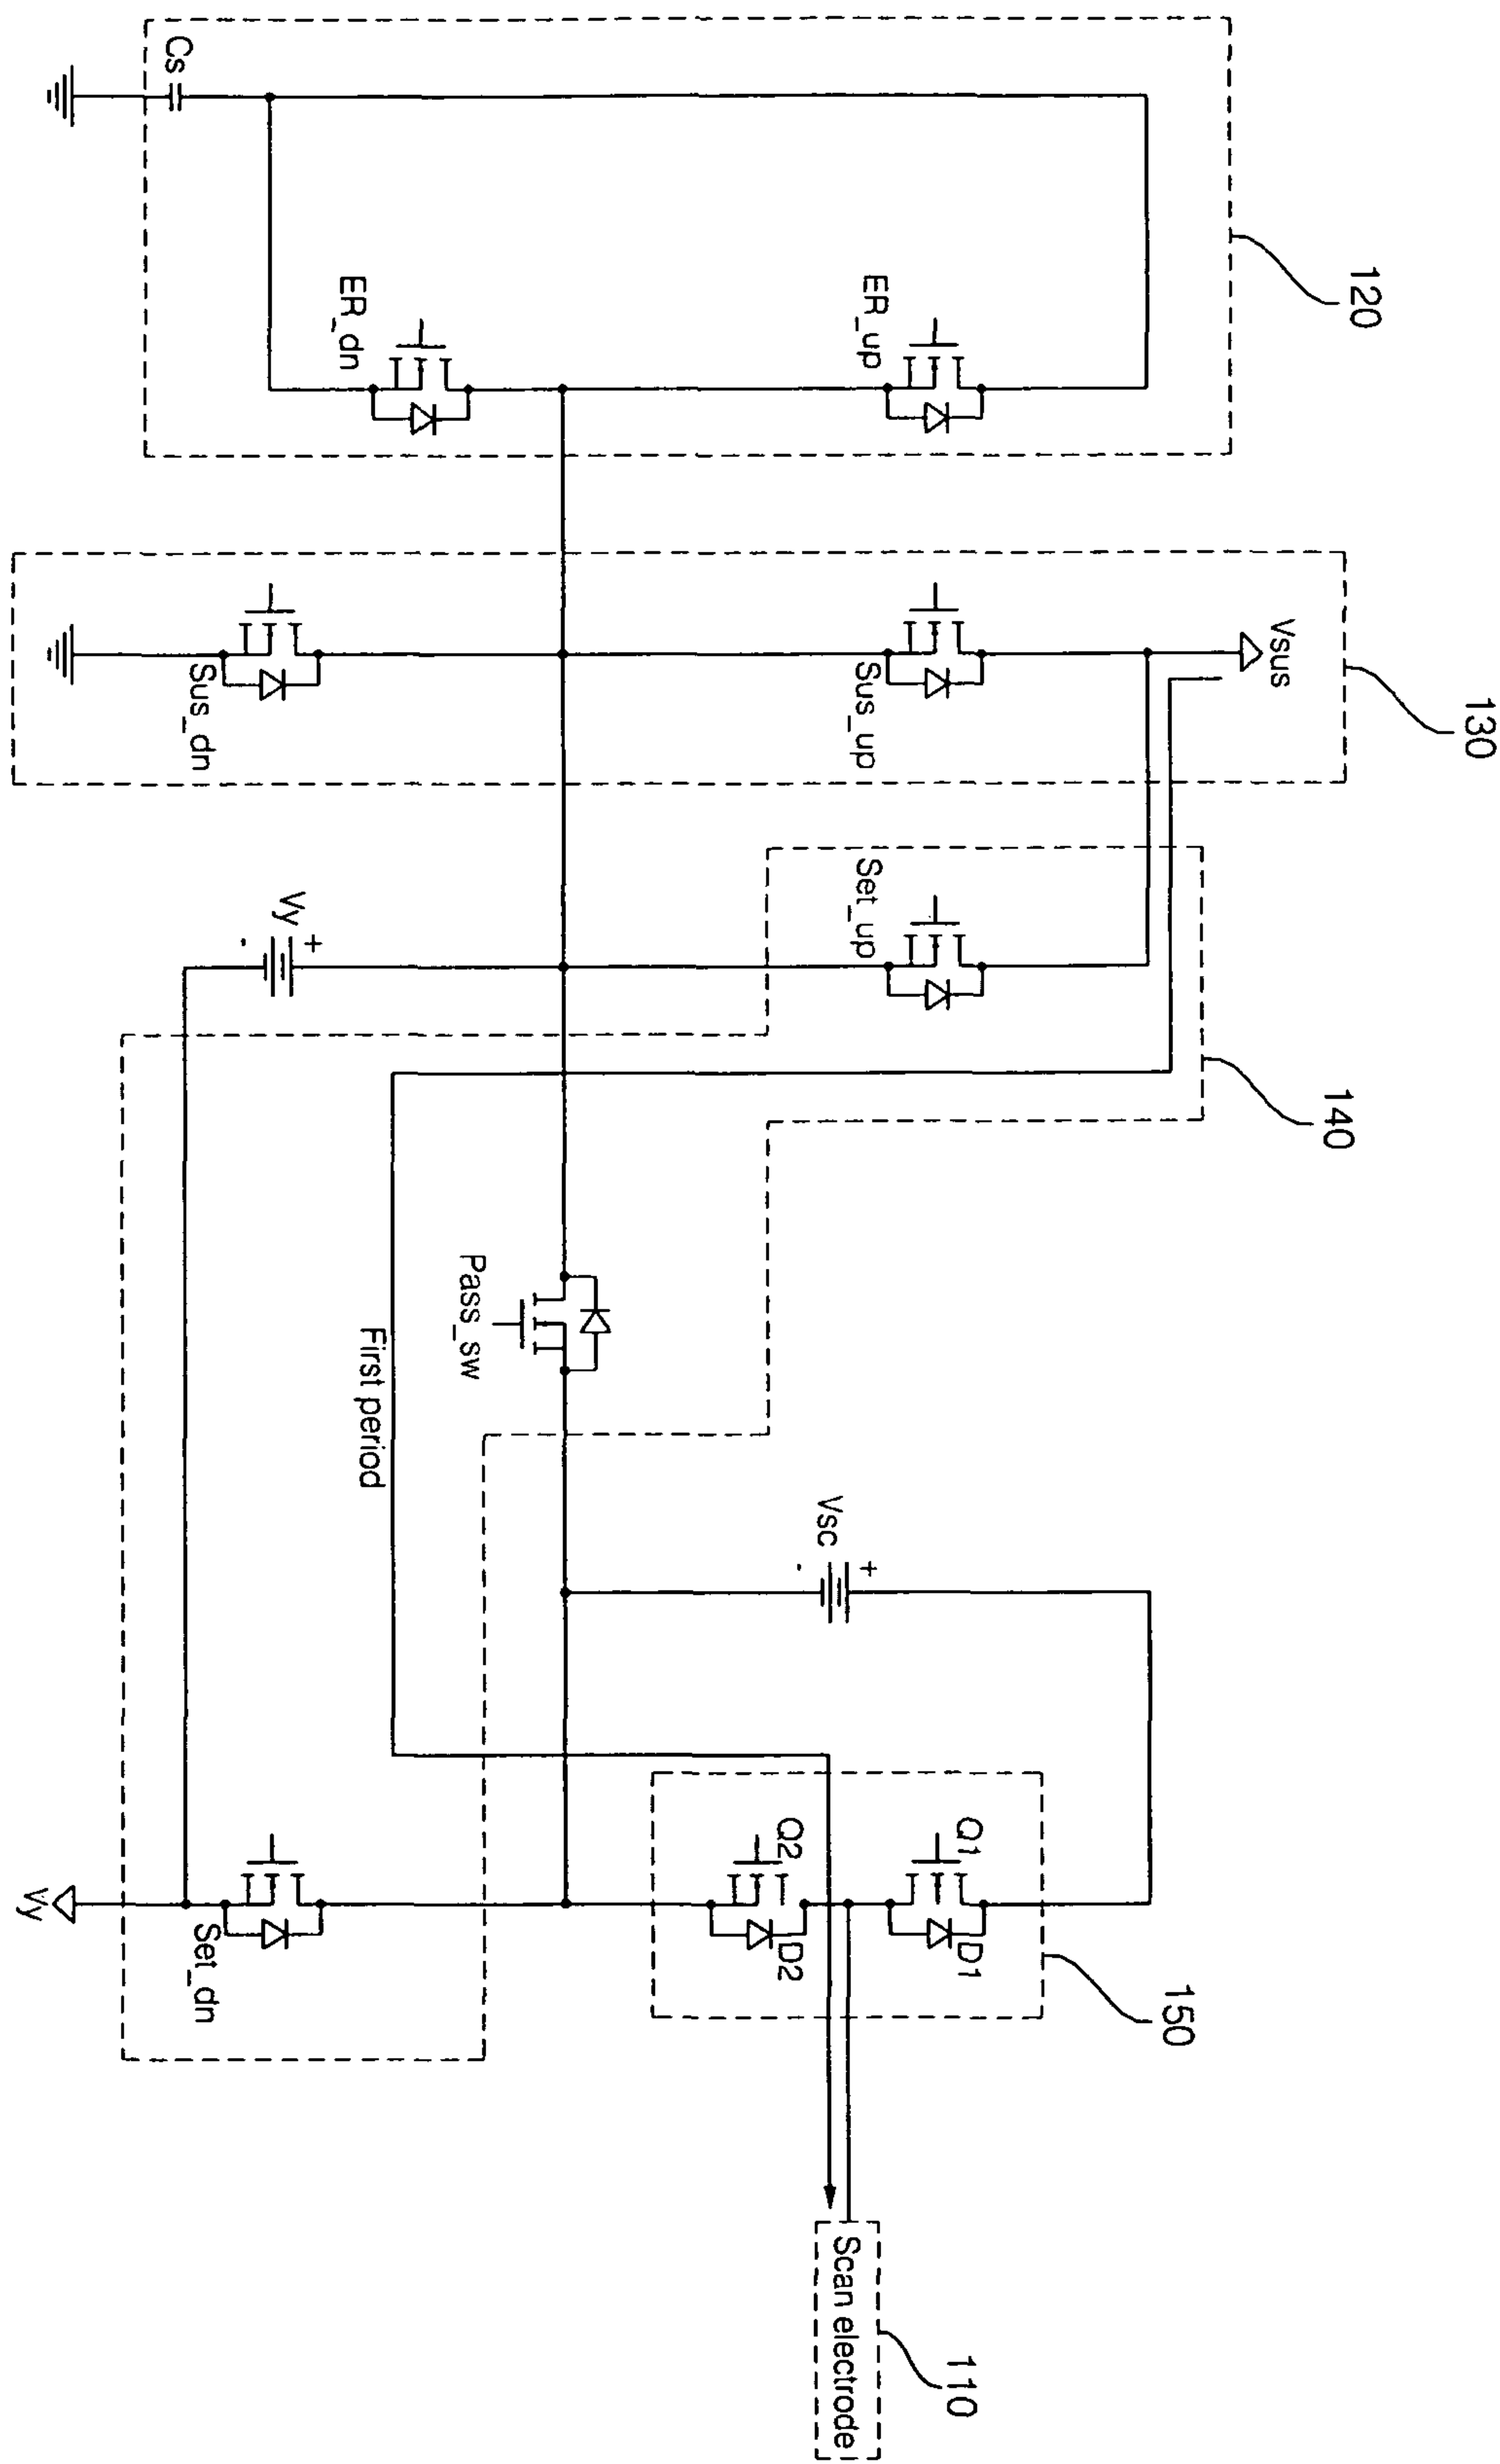 120
130
140
150
110
Vsus
ER_up
Sus_up
Set_up
Vsc
+
Q1
D1
Q2
D2
Scan electrode
ER_dn
Pass_sw
First period
Cs
Sus_dn
Vy
+
Set_dn
Vy